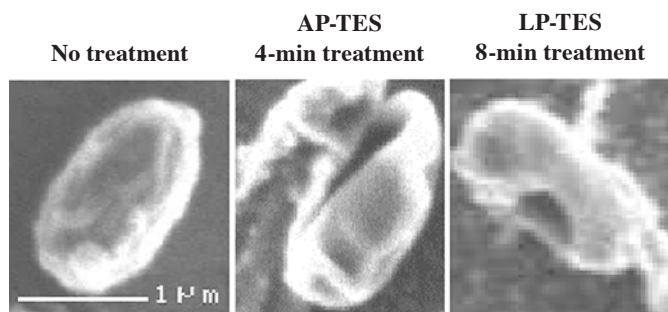 No treatment
AP-TES
4-min treatment
LP-TES
8-min treatment
1 μm